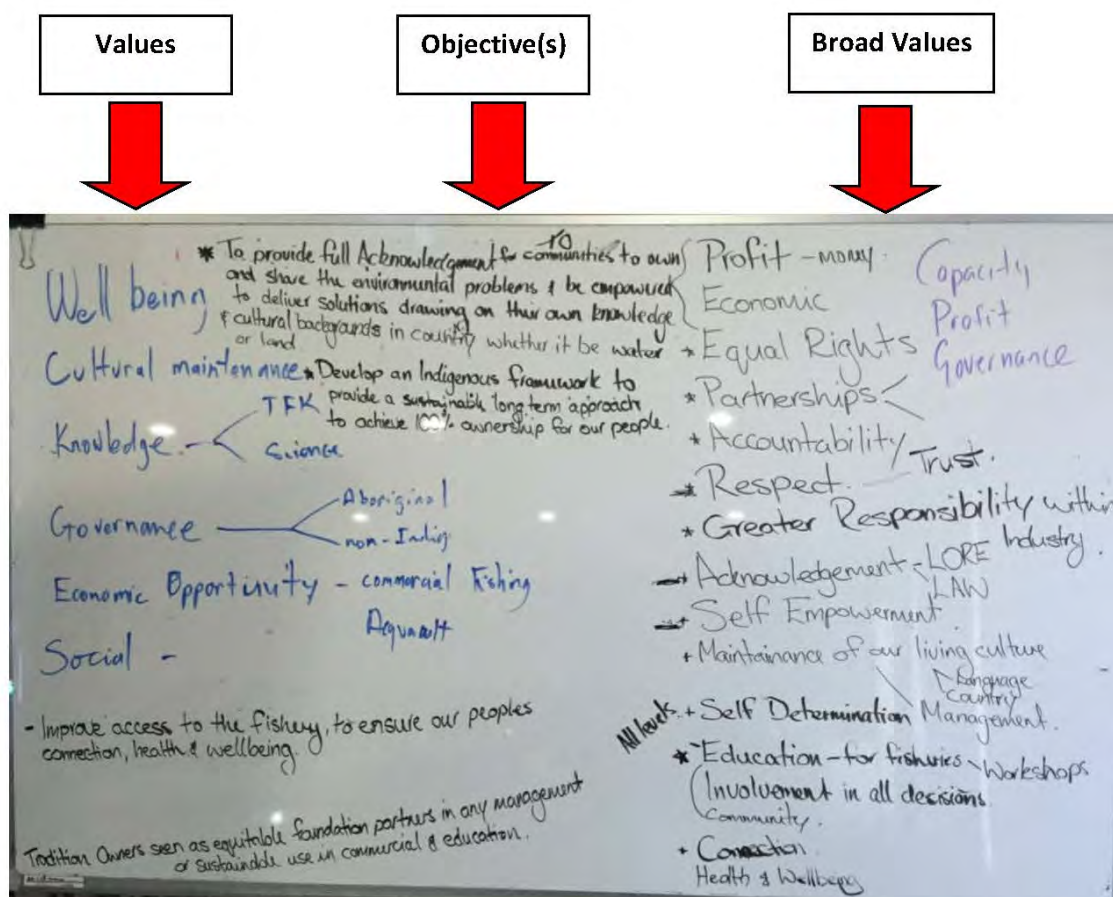 Values
Objective(s)
Broad Values
Well being
Cultural maintenance
Knowledge - TFK
Science
Governance - Aboriginal
non-Indig
Economic Opportunity - commercial Fishing
Aquacult
Social -
- Improve access to the fishery, to ensure our peoples
connection, health & wellbeing.
Tradition Owners seen as equitable foundation partners in any management
or sustainable use in commercial & education.
* To provide full Acknowledgment for TO communities to own
and share the environmental problems & be empowered
to deliver solutions drawing on their own knowledge
& cultural backgrounds in country whether it be water
or land
* Develop an Indigenous framework to
provide a sustainable long term approach
to achieve 100% ownership for our people.
Profit - money.
Economic
* Equal Rights
* Partnerships
* Accountability
Respect. Trust.
* Greater Responsibility within
Industry.
Acknowledgement - LORE
LAW
Self Empowerment.
+ Maintainance of our living culture
Language
Country
Management.
All levels + Self Determination
* Education - for fisheries - Workshops
Involvement in all decisions
Community.
+ Connection
Health & Wellbeing
Capacity
Profit
Governance